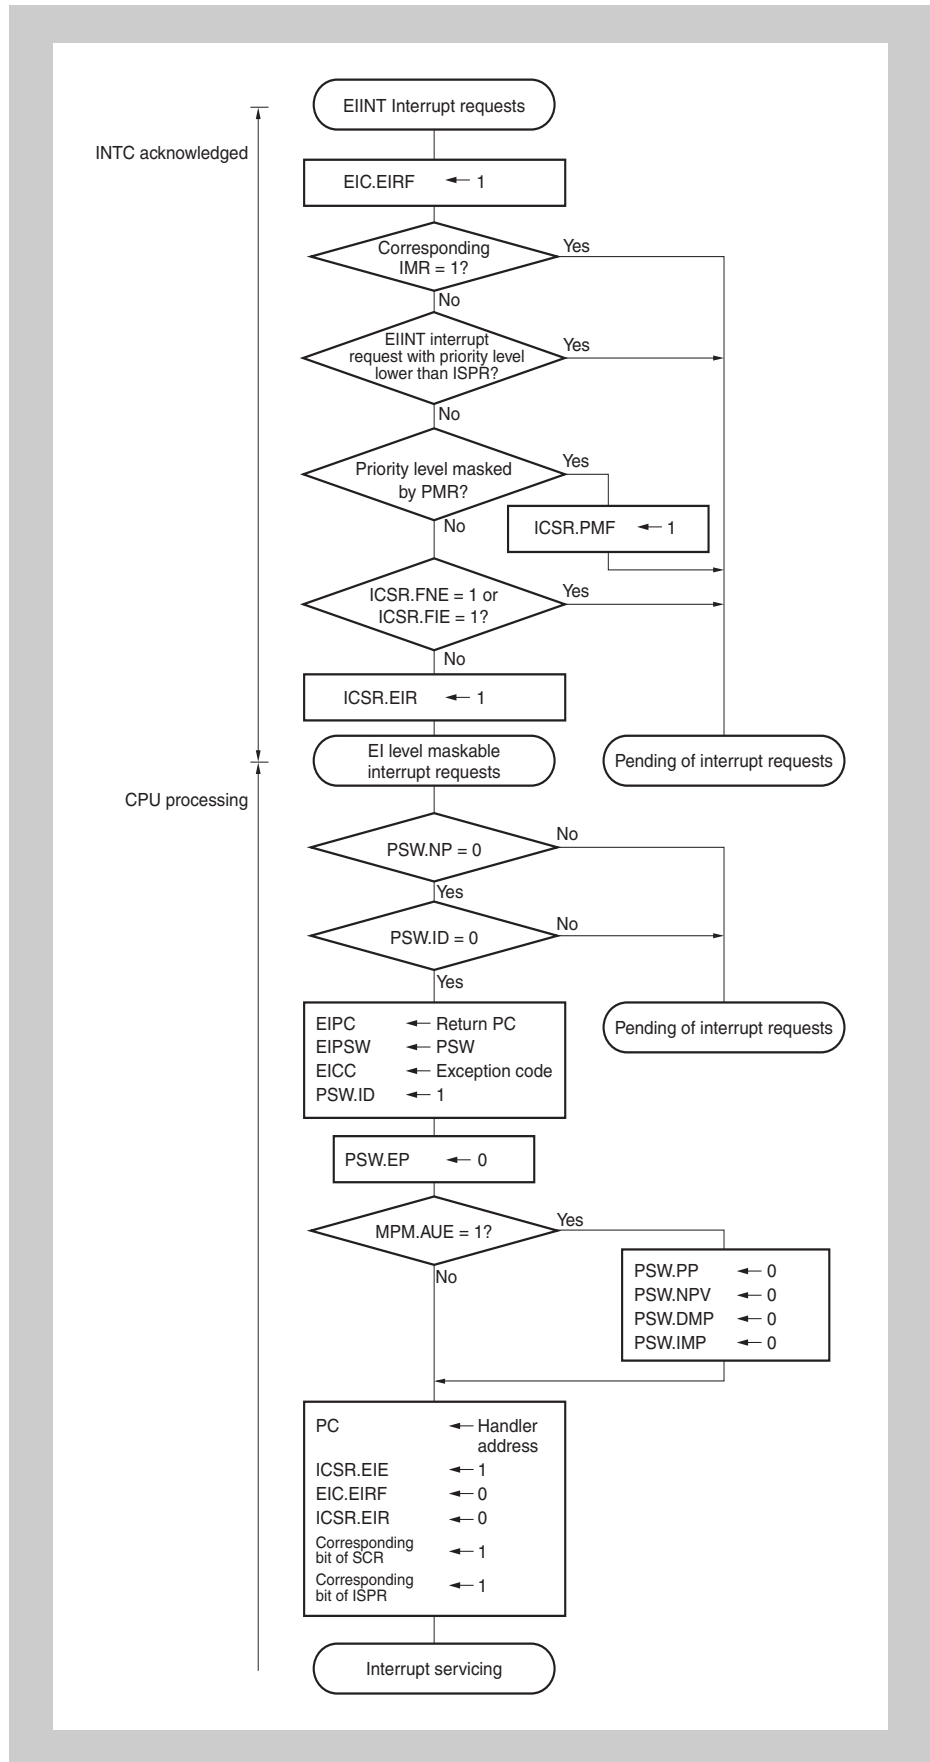 EIINT Interrupt requests
INTC acknowledged
EIC.EIRF ← 1
Corresponding
IMR = 1?
Yes
No
EIINT interrupt
request with priority level
lower than ISPR?
Yes
No
Priority level masked
by PMR?
Yes
No
ICSR.PMF ← 1
ICSR.FNE = 1 or
ICSR.FIE = 1?
Yes
No
ICSR.EIR ← 1
EI level maskable
interrupt requests
Pending of interrupt requests
CPU processing
PSW.NP = 0
No
Yes
PSW.ID = 0
No
Yes
EIPC ← Return PC
EIPSW ← PSW
EICC ← Exception code
PSW.ID ← 1
Pending of interrupt requests
PSW.EP ← 0
MPM.AUE = 1?
Yes
No
PSW.PP ← 0
PSW.NPV ← 0
PSW.DMP ← 0
PSW.IMP ← 0
PC ← Handler
address
ICSR.EIE ← 1
EIC.EIRF ← 0
ICSR.EIR ← 0
Corresponding
bit of SCR ← 1
Corresponding
bit of ISPR ← 1
Interrupt servicing